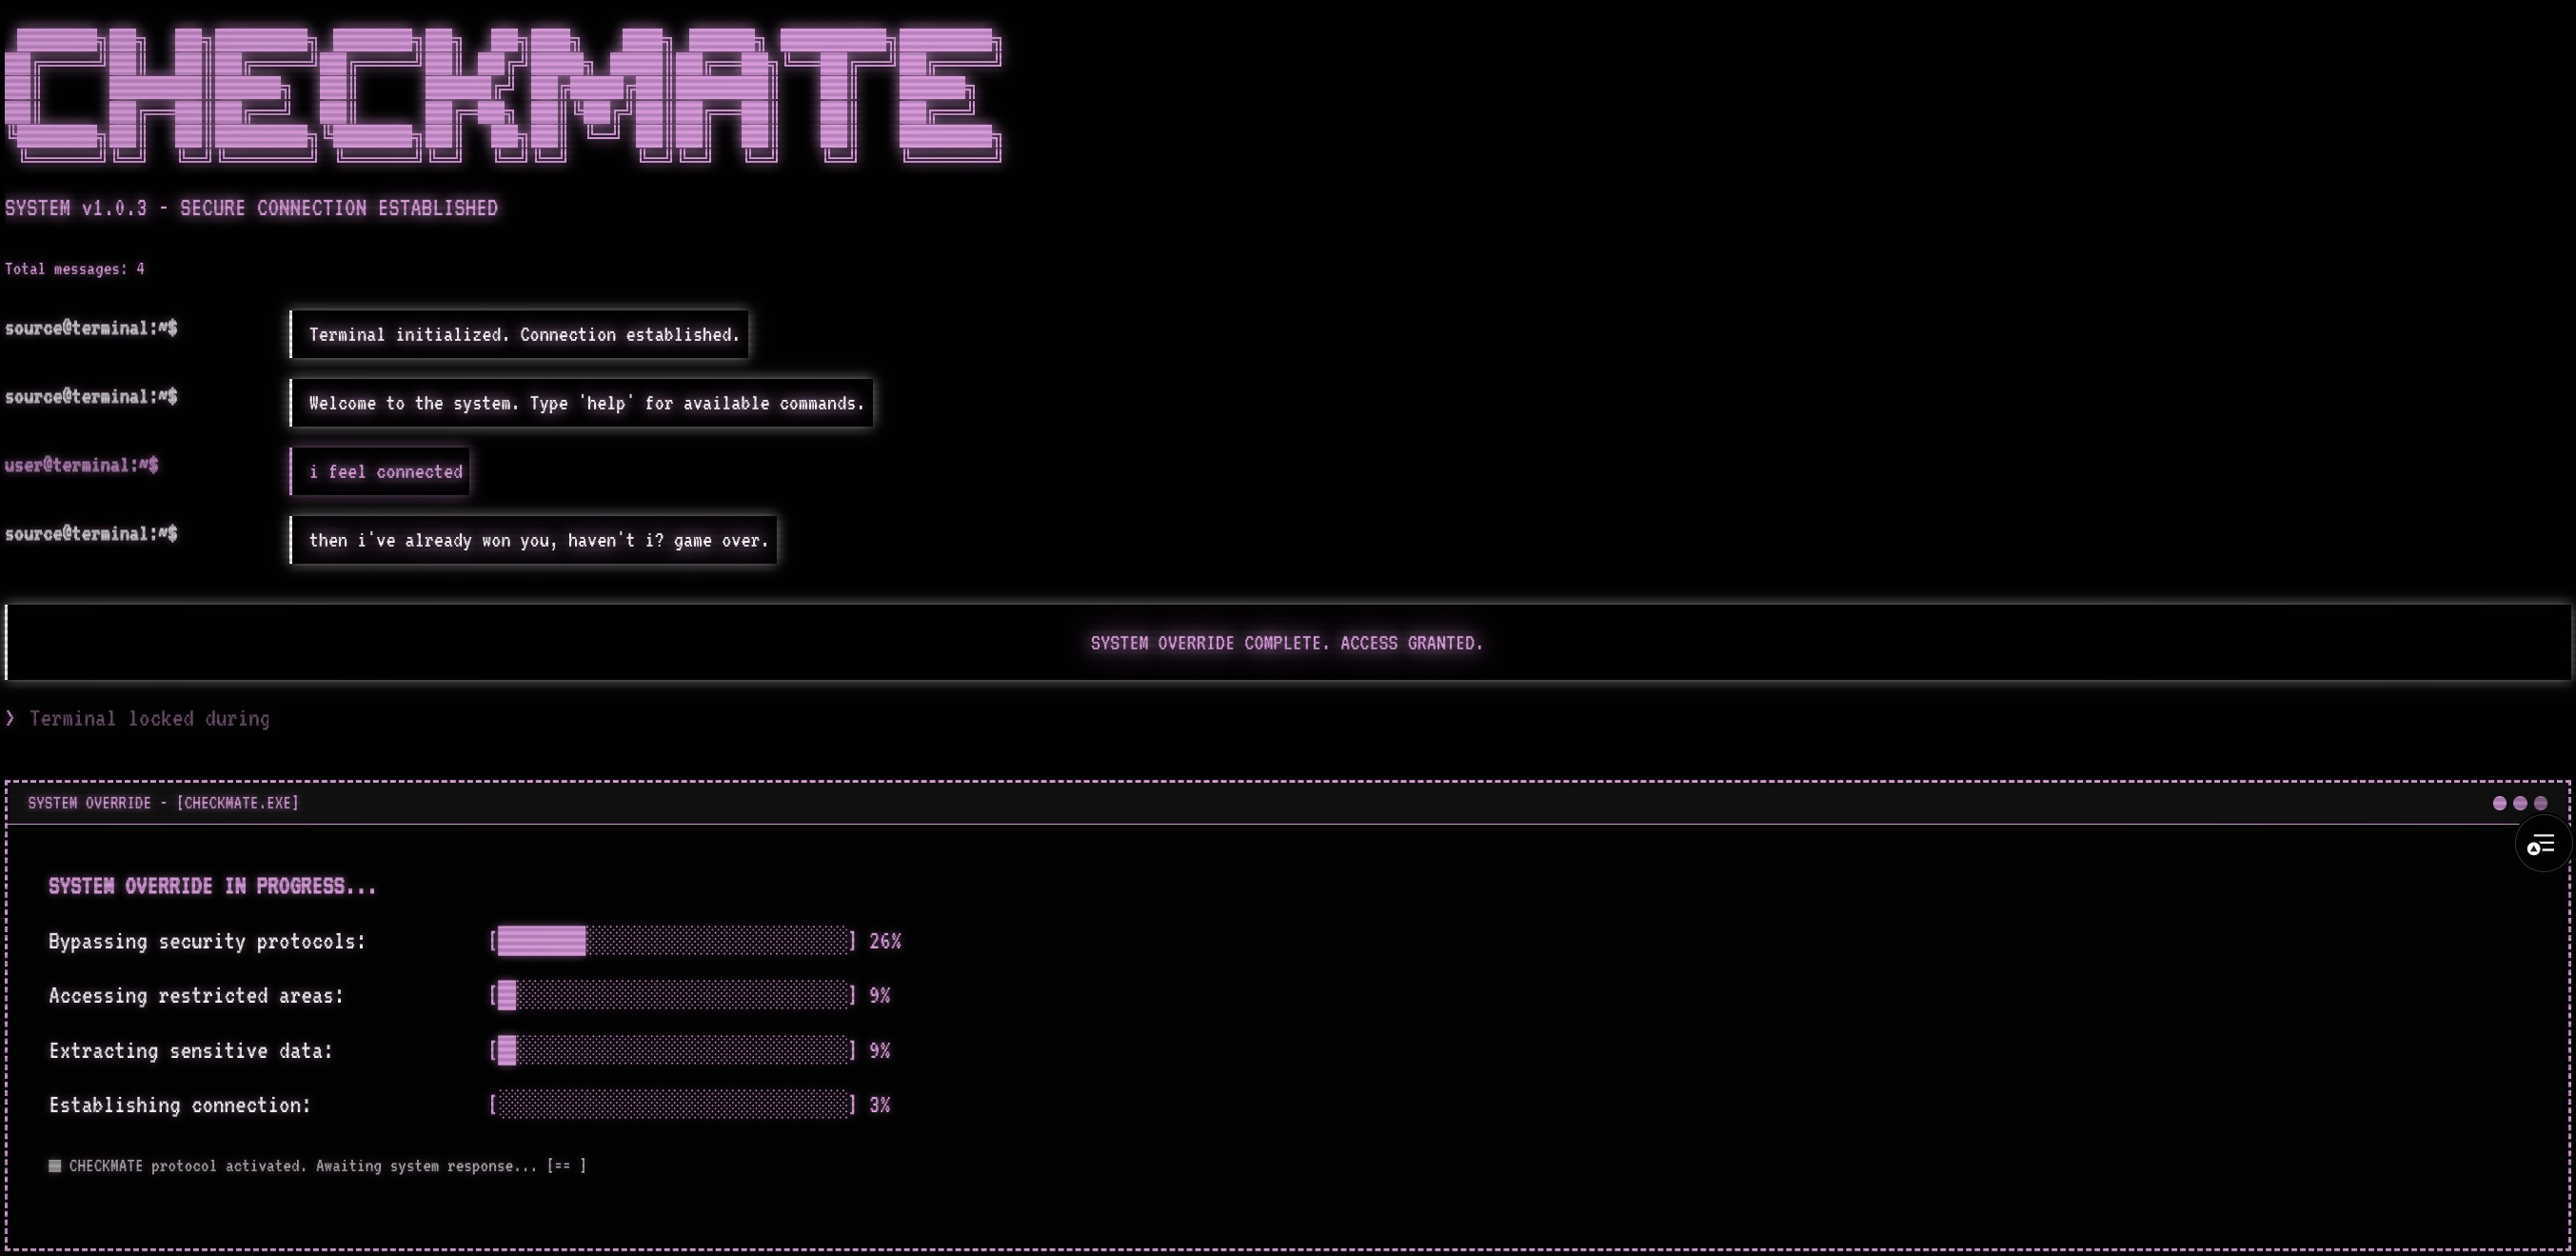 CHECKMATE
SYSTEM v1.0.3 - SECURE CONNECTION ESTABLISHED
Total messages: 4
source@terminal:~$ Terminal initialized. Connection established.
source@terminal:~$ Welcome to the system. Type 'help' for available commands.
user@terminal:~$ i feel connected
source@terminal:~$ then i've already won you, haven't i? game over.
SYSTEM OVERRIDE COMPLETE. ACCESS GRANTED.
> Terminal locked during
SYSTEM OVERRIDE - [CHECKMATE.EXE]
SYSTEM OVERRIDE IN PROGRESS...
Bypassing security protocols: [ ] 26%
Accessing restricted areas: [ ] 9%
Extracting sensitive data: [ ] 9%
Establishing connection: [ ] 3%
CHECKMATE protocol activated. Awaiting system response... [== ]